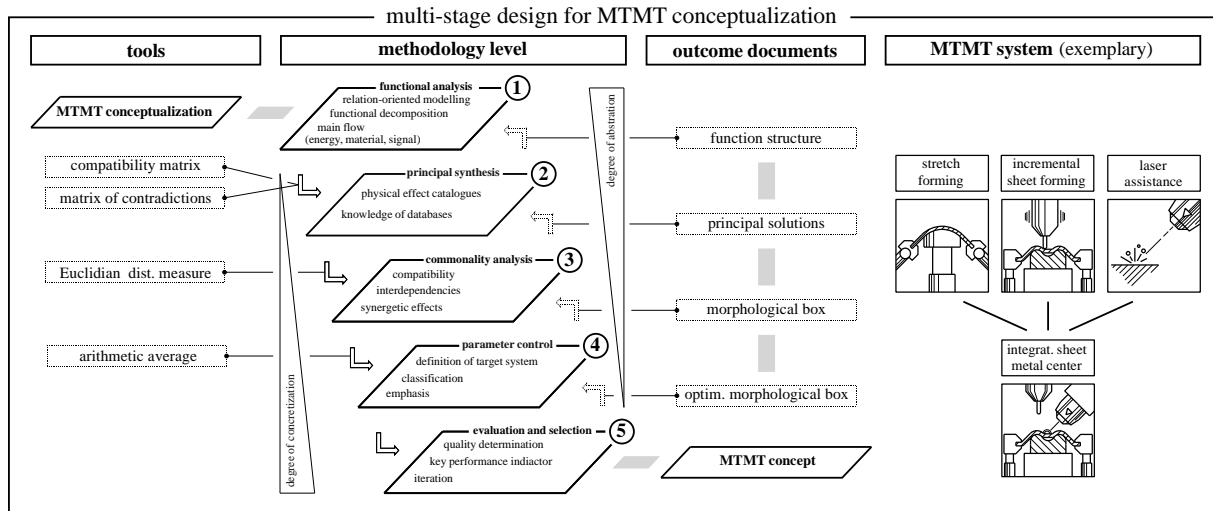 multi-stage design for MTMT conceptualization
tools
methodology level
outcome documents
MTMT system (exemplary)
MTMT conceptualization
functional analysis
1
relation-oriented modelling
functional decomposition
main flow
(energy, material, signal)
degree of abstration
function structure
compatibility matrix
matrix of contradictions
principal synthesis
2
physical effect catalogues
knowledge of databases
principal solutions
Euclidian dist. measure
commonality analysis
3
compatibility
interdependencies
synergetic effects
morphological box
arithmetic average
parameter control
4
definition of target system
classification
emphasis
optim. morphological box
degree of concretization
evaluation and selection
5
quality determination
key performance indiactor
iteration
MTMT concept
stretch
forming
incremental
sheet forming
laser
assistance
integrat. sheet
metal center